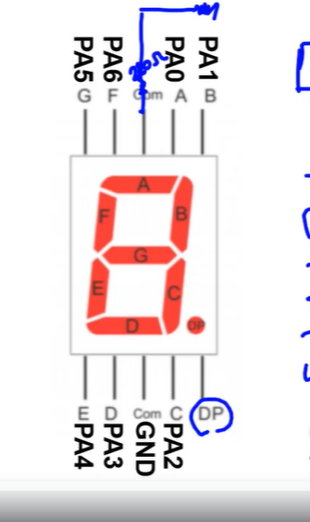 PA5 PA6 PA0 PA1
G F Com A B
A
F B
G
E C
D DP
E D Com C DP
PA4 PA3 GND PA2